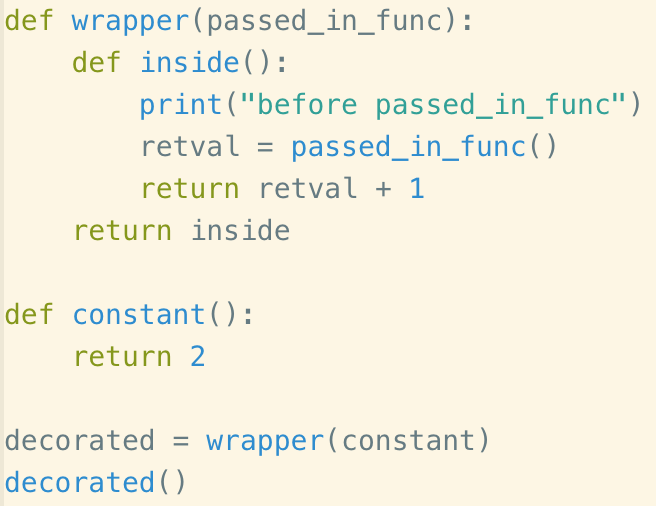 def wrapper(passed_in_func):
    def inside():
        print("before passed_in_func")
        retval = passed_in_func()
        return retval + 1
    return inside

def constant():
    return 2

decorated = wrapper(constant)
decorated()